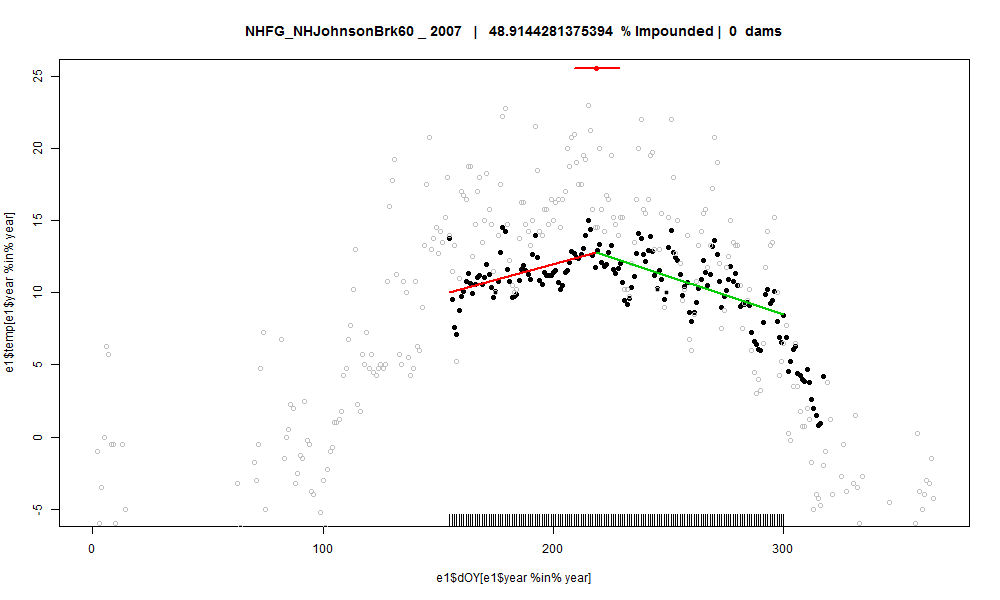 NHFG_NHJohnsonBrk60 _ 2007 | 48.9144281375394 % Impounded | 0 dams
25
20
15
10
5
0
-5
e1$temp[e1$year %in% year]
0 100 200 300
e1$dOY[e1$year %in% year]